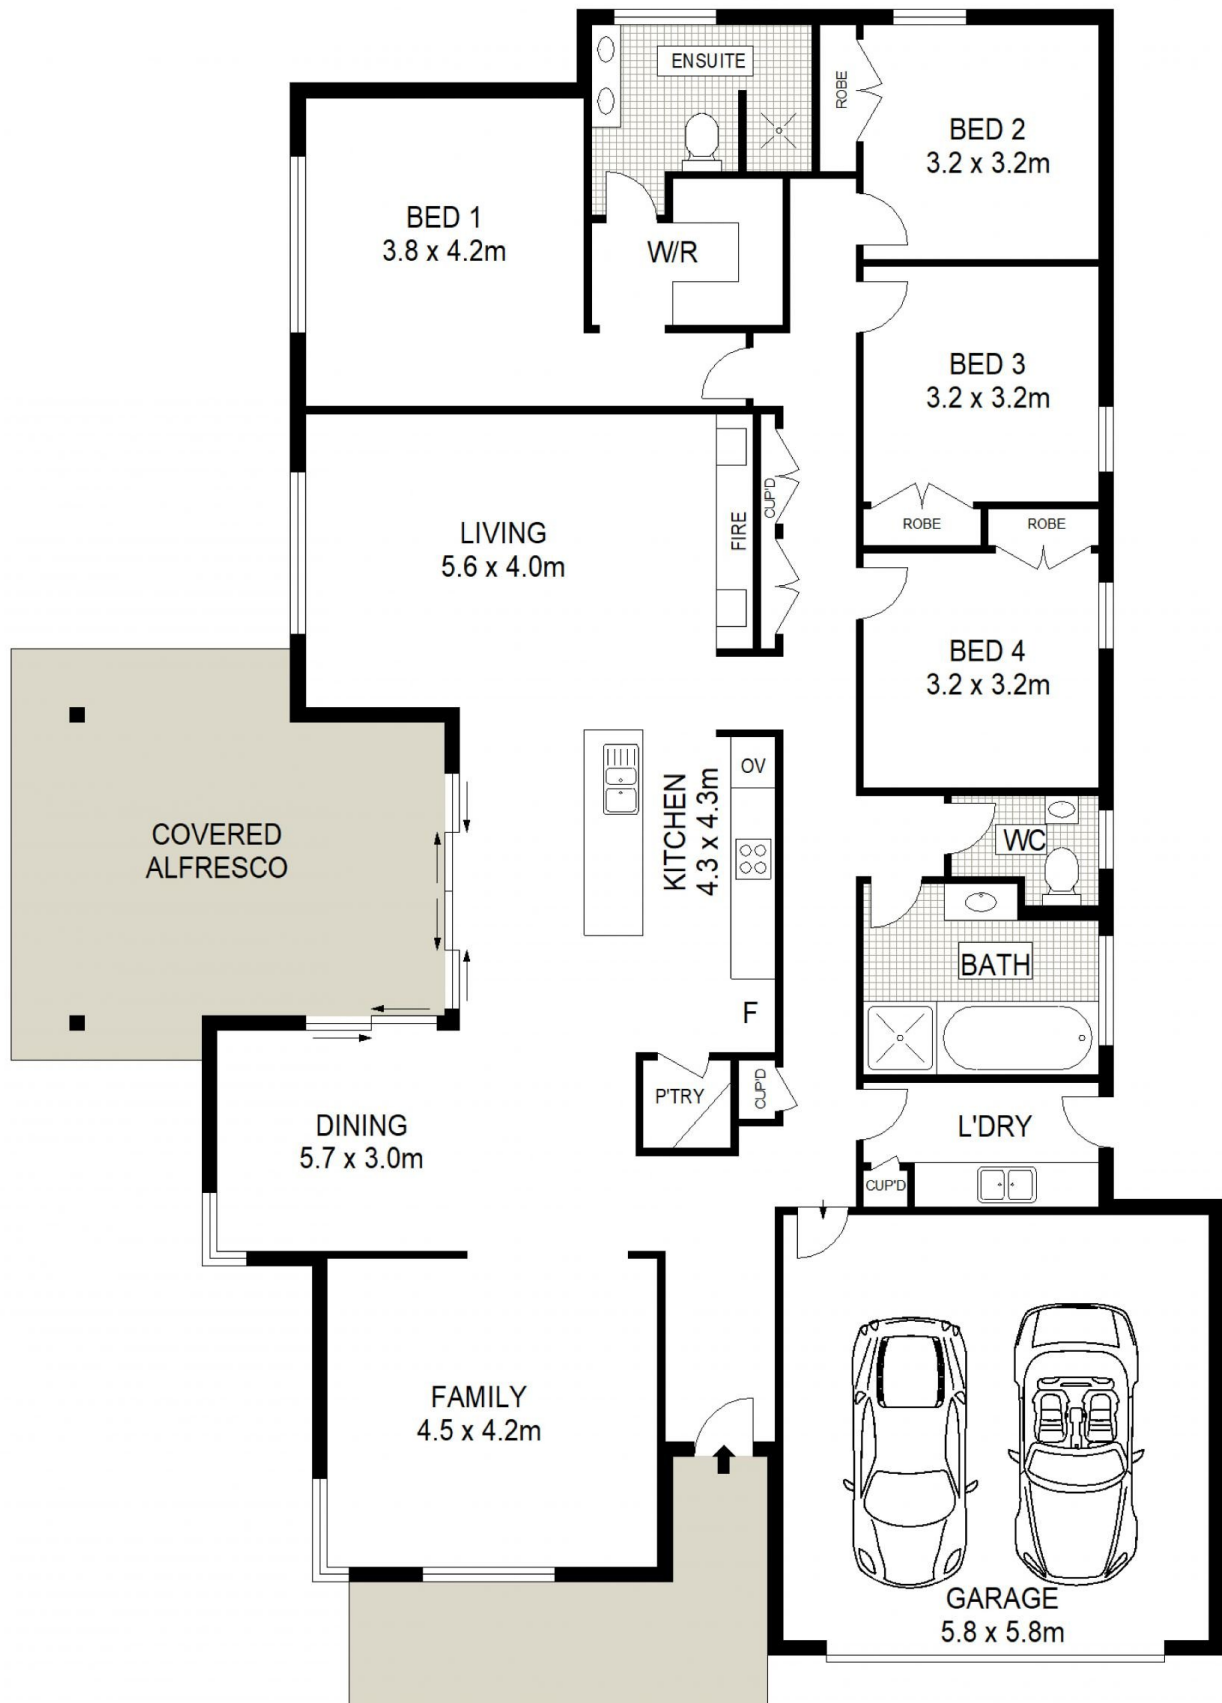 ENSUITE
ROBE
BED 2
3.2 x 3.2m
BED 1
3.8 x 4.2m
W/R
BED 3
3.2 x 3.2m
ROBE
ROBE
LIVING
5.6 x 4.0m
FIRE
CUP'D
BED 4
3.2 x 3.2m
COVERED
ALFRESCO
KITCHEN
4.3 x 4.3m
OV
F
WC
BATH
P'TRY
CUP'D
L'DRY
CUP'D
DINING
5.7 x 3.0m
FAMILY
4.5 x 4.2m
GARAGE
5.8 x 5.8m